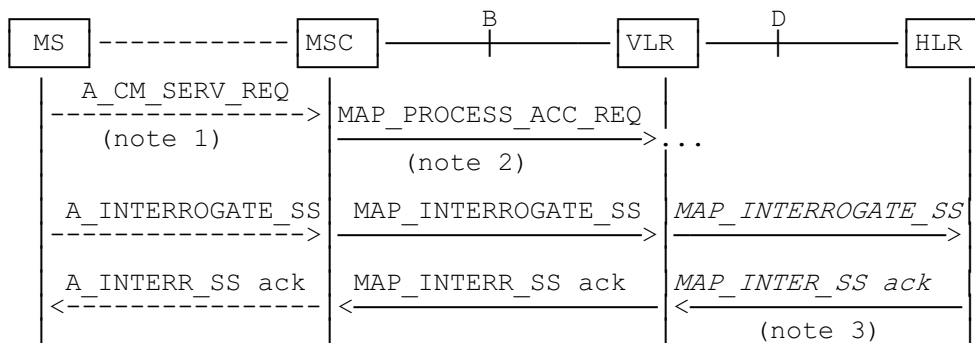 B D
MS MSC VLR HLR
A_CM_SERV_REQ
(note 1)
MAP_PROCESS_ACC_REQ
...
(note 2)
A_INTERROGATE_SS MAP_INTERROGATE_SS MAP_INTERROGATE_SS
A_INTERR_SS ack MAP_INTERR_SS ack MAP_INTER_SS ack
(note 3)